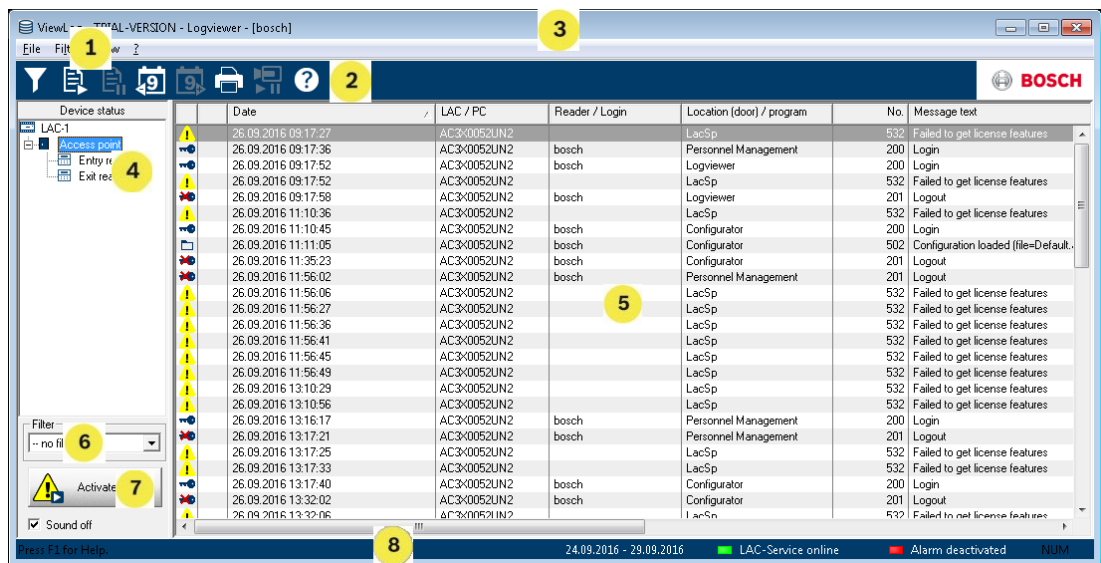 ViewL TRIAL-VERSION - Logviewer - [bosch]
3
File Filt 1 w ?
2
9 9 ?
BOSCH
Device status
LAC-1
Access point
Entry re
Exit rea
4
Date LAC / PC Reader / Login Location (door) / program No. Message text
26.09.2016 09:17:27 AC3X0052UN2 LacSp 532 Failed to get license features
26.09.2016 09:17:36 AC3X0052UN2 bosch Personnel Management 200 Login
26.09.2016 09:17:52 AC3X0052UN2 bosch Logviewer 200 Login
26.09.2016 09:17:52 AC3X0052UN2 LacSp 532 Failed to get license features
26.09.2016 09:17:58 AC3X0052UN2 bosch Logviewer 201 Logout
26.09.2016 11:10:36 AC3X0052UN2 LacSp 532 Failed to get license features
26.09.2016 11:10:45 AC3X0052UN2 bosch Configurator 200 Login
26.09.2016 11:11:05 AC3X0052UN2 bosch Configurator 502 Configuration loaded (file=Default.
26.09.2016 11:35:23 AC3X0052UN2 bosch Configurator 201 Logout
26.09.2016 11:56:02 AC3X0052UN2 bosch Personnel Management 201 Logout
26.09.2016 11:56:06 AC3X0052UN2 LacSp 532 Failed to get license features
26.09.2016 11:56:27 AC3X0052UN2 5 LacSp 532 Failed to get license features
26.09.2016 11:56:36 AC3X0052UN2 LacSp 532 Failed to get license features
26.09.2016 11:56:41 AC3X0052UN2 LacSp 532 Failed to get license features
26.09.2016 11:56:45 AC3X0052UN2 LacSp 532 Failed to get license features
26.09.2016 11:56:49 AC3X0052UN2 LacSp 532 Failed to get license features
26.09.2016 13:10:29 AC3X0052UN2 LacSp 532 Failed to get license features
26.09.2016 13:10:56 AC3X0052UN2 LacSp 532 Failed to get license features
26.09.2016 13:16:17 AC3X0052UN2 bosch Personnel Management 200 Login
26.09.2016 13:17:21 AC3X0052UN2 bosch Personnel Management 201 Logout
26.09.2016 13:17:25 AC3X0052UN2 LacSp 532 Failed to get license features
26.09.2016 13:17:33 AC3X0052UN2 LacSp 532 Failed to get license features
26.09.2016 13:17:40 AC3X0052UN2 bosch Configurator 200 Login
26.09.2016 13:32:02 AC3X0052UN2 bosch Configurator 201 Logout
26.09.2016 13:32:06 AC3X0052UN2 LacSp 532 Failed to get license features
Filter
-- no fil 6
Activate 7
Sound off
8
Press F1 for Help. 24.09.2016 - 29.09.2016 LAC-Service online Alarm deactivated NUM